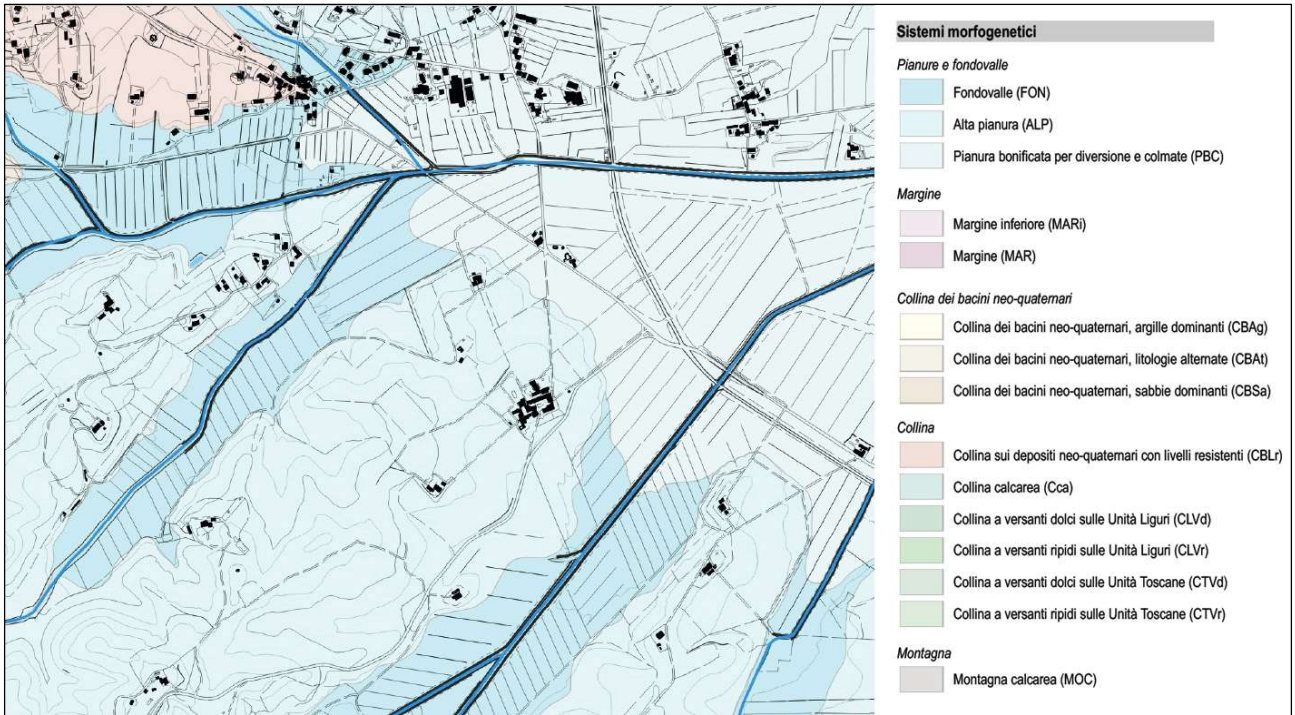 Sistemi morfogenetici
Pianure e fondovalle
Fondovalle (FON)
Alta pianura (ALP)
Pianura bonificata per diversione e colmate (PBC)
Margine
Margine inferiore (MARi)
Margine (MAR)
Collina dei bacini neo-quaternari
Collina dei bacini neo-quaternari, argille dominanti (CBAg)
Collina dei bacini neo-quaternari, litologie alternate (CBAt)
Collina dei bacini neo-quaternari, sabbie dominanti (CBSa)
Collina
Collina sui depositi neo-quaternari con livelli resistenti (CBLr)
Collina calcarea (Cca)
Collina a versanti dolci sulle Unità Liguri (CLVd)
Collina a versanti ripidi sulle Unità Liguri (CLVr)
Collina a versanti dolci sulle Unità Toscane (CTVd)
Collina a versanti ripidi sulle Unità Toscane (CTVr)
Montagna
Montagna calcarea (MOC)